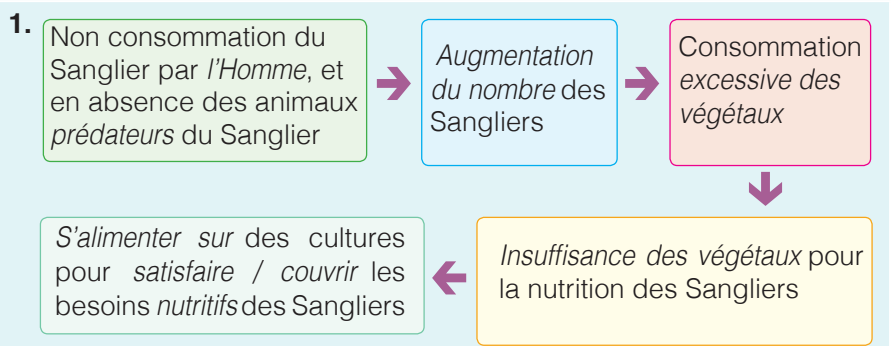 1.
Non consommation du
Sanglier par l'Homme, et
en absence des animaux
prédateurs du Sanglier
Augmentation
du nombre des
Sangliers
Consommation
excessive des
végétaux
Insuffisance des végétaux pour
la nutrition des Sangliers
S'alimenter sur des cultures
pour satisfaire / couvrir les
besoins nutritifs des Sangliers